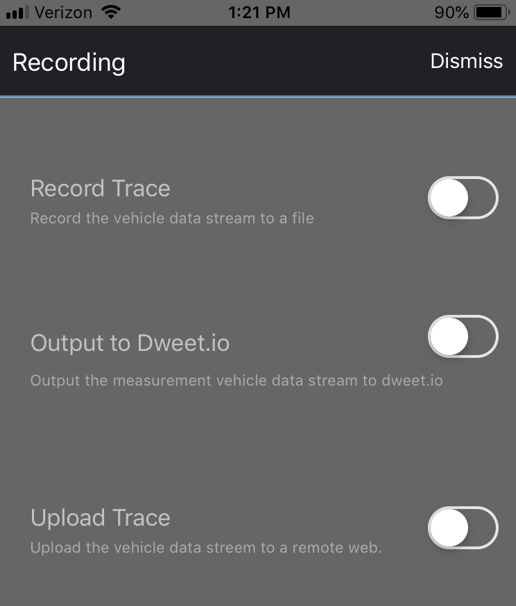 Verizon 1:21 PM 90%
Recording Dismiss
Record Trace
Record the vehicle data stream to a file
Output to Dweet.io
Output the measurement vehicle data stream to dweet.io
Upload Trace
Upload the vehicle data streem to a remote web.